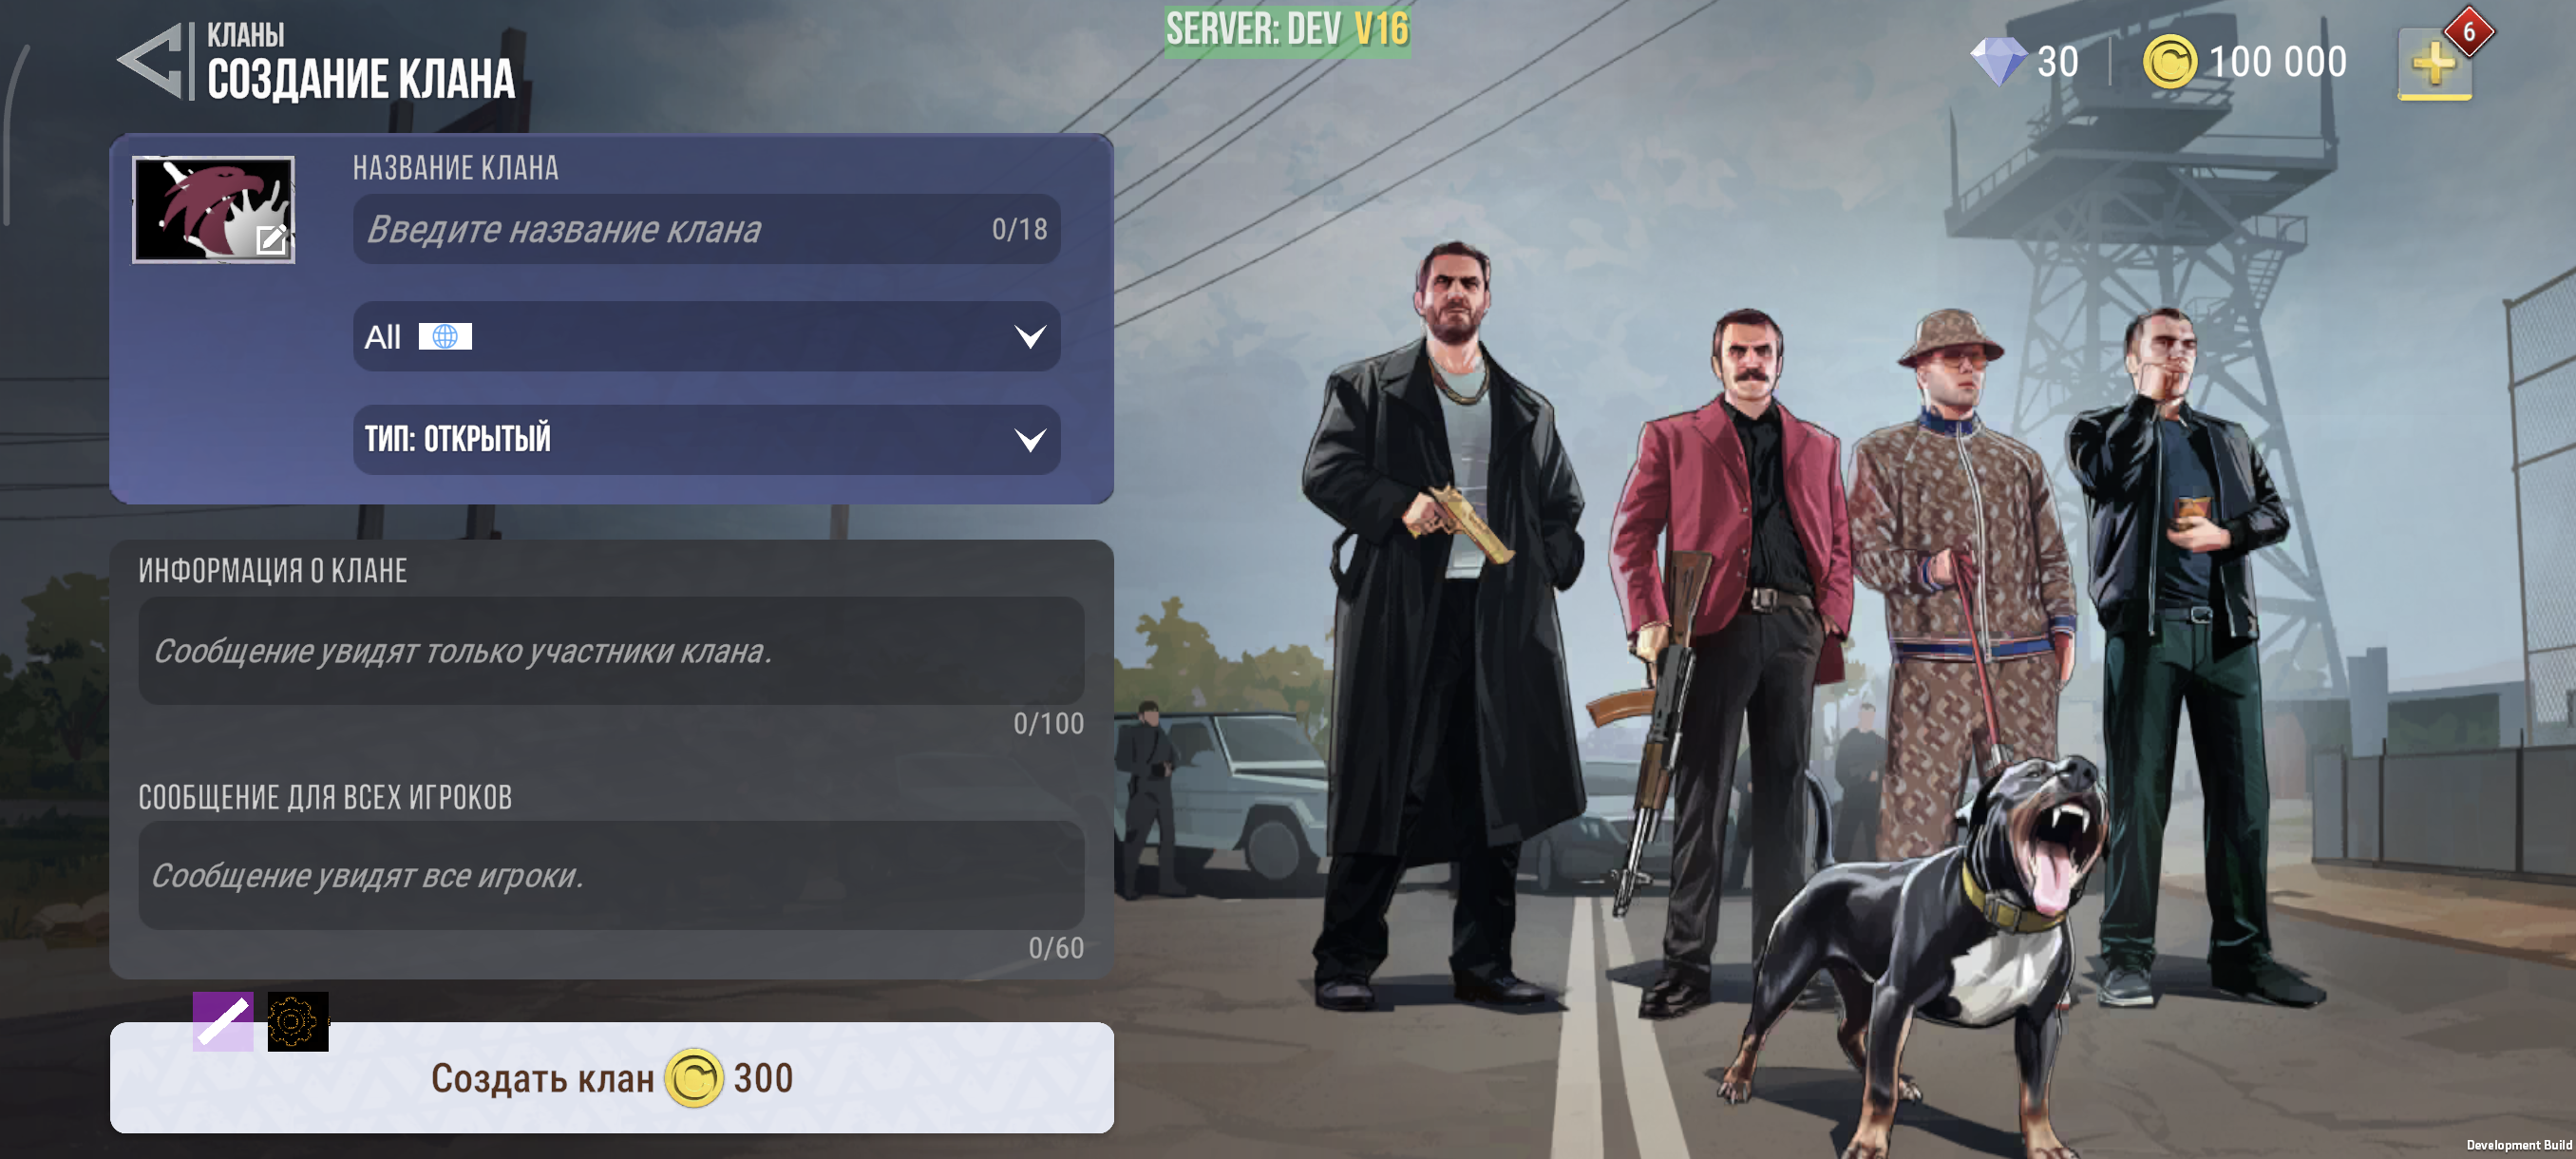 КЛАНЫ
СОЗДАНИЕ КЛАНА
SERVER: DEV V16
30
100 000
6
НАЗВАНИЕ КЛАНА
Введите название клана
0/18
All
ТИП: ОТКРЫТЫЙ
ИНФОРМАЦИЯ О КЛАНЕ
Сообщение увидят только участники клана.
0/100
СООБЩЕНИЕ ДЛЯ ВСЕХ ИГРОКОВ
Сообщение увидят все игроки.
0/60
Создать клан 300
Development Build